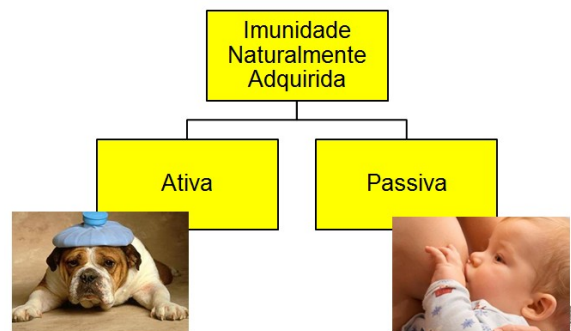 Imunidade
Naturalmente
Adquirida
Ativa
Passiva